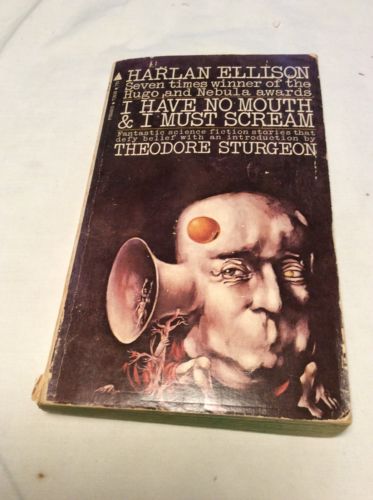 HARLAN ELLISON
Seven times winner of the
Hugo and Nebula awards
I HAVE NO MOUTH
& I MUST SCREAM
Fantastic science fiction stories that
defy belief with an introduction by
THEODORE STURGEON